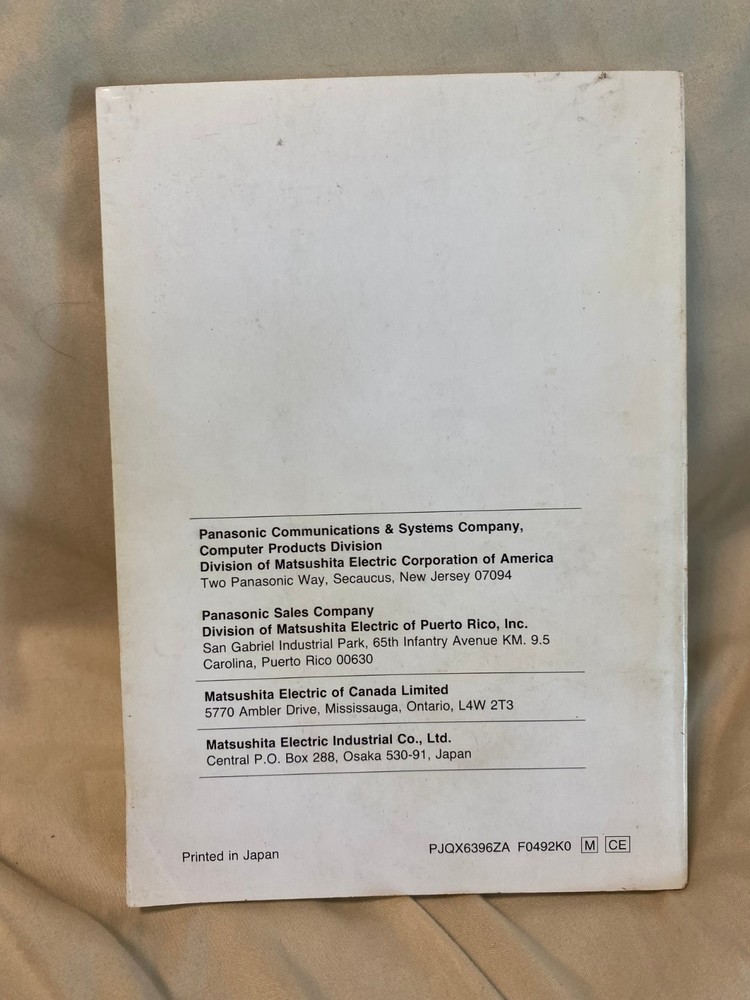 Panasonic Communications & Systems Company,
Computer Products Division
Division of Matsushita Electric Corporation of America
Two Panasonic Way, Secaucus, New Jersey 07094
Panasonic Sales Company
Division of Matsushita Electric of Puerto Rico, Inc.
San Gabriel Industrial Park, 65th Infantry Avenue KM. 9.5
Carolina, Puerto Rico 00630
Matsushita Electric of Canada Limited
5770 Ambler Drive, Mississauga, Ontario, L4W 2T3
Matsushita Electric Industrial Co., Ltd.
Central P.O. Box 288, Osaka 530-91, Japan
Printed in Japan
PJQX6396ZA F0492K0 M CE